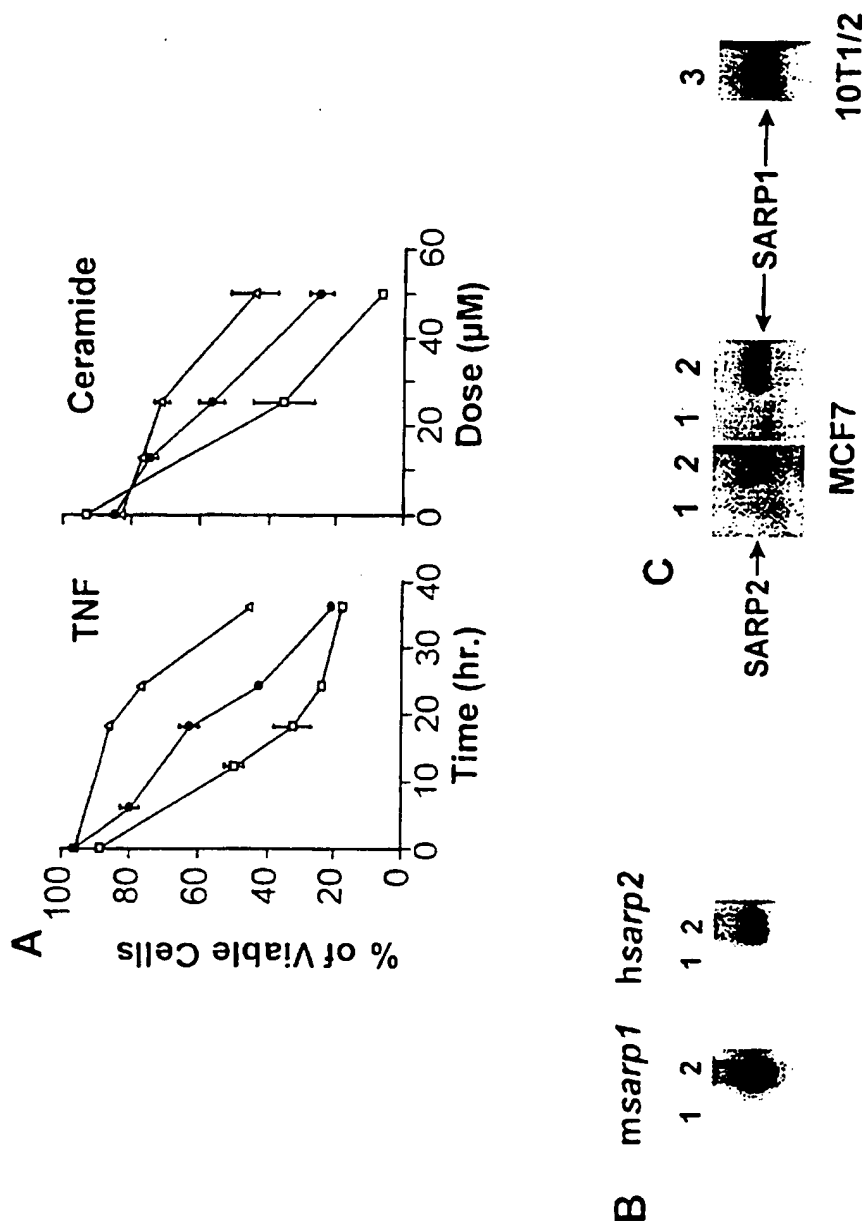 A
TNF
Ceramide
100
80
60
40
20
0
% of Viable Cells
0 10 20 30 40
Time (hr.)
0 20 40 60
Dose (µM)
B
msarp1 hsarp2
1 2 1 2
C
1 2 1 2 3
SARP2 SARP1
MCF7 10T1/2